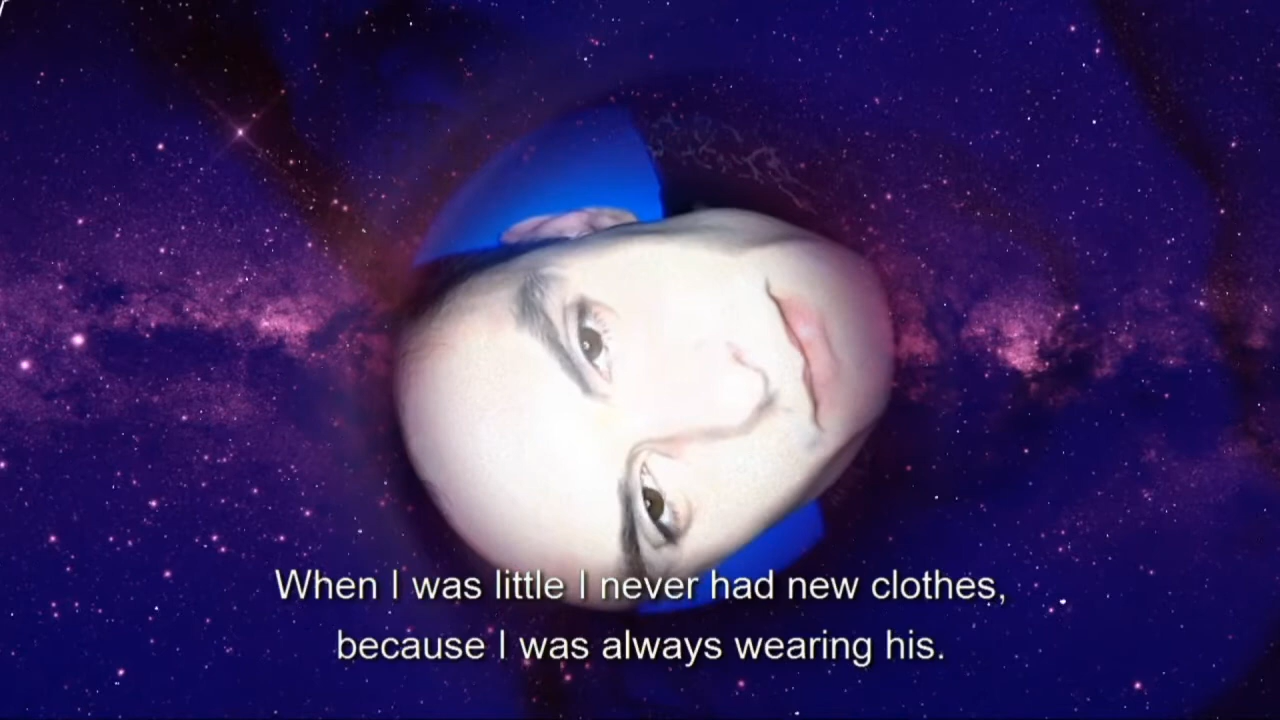 When I was little I never had new clothes,
because I was always wearing his.